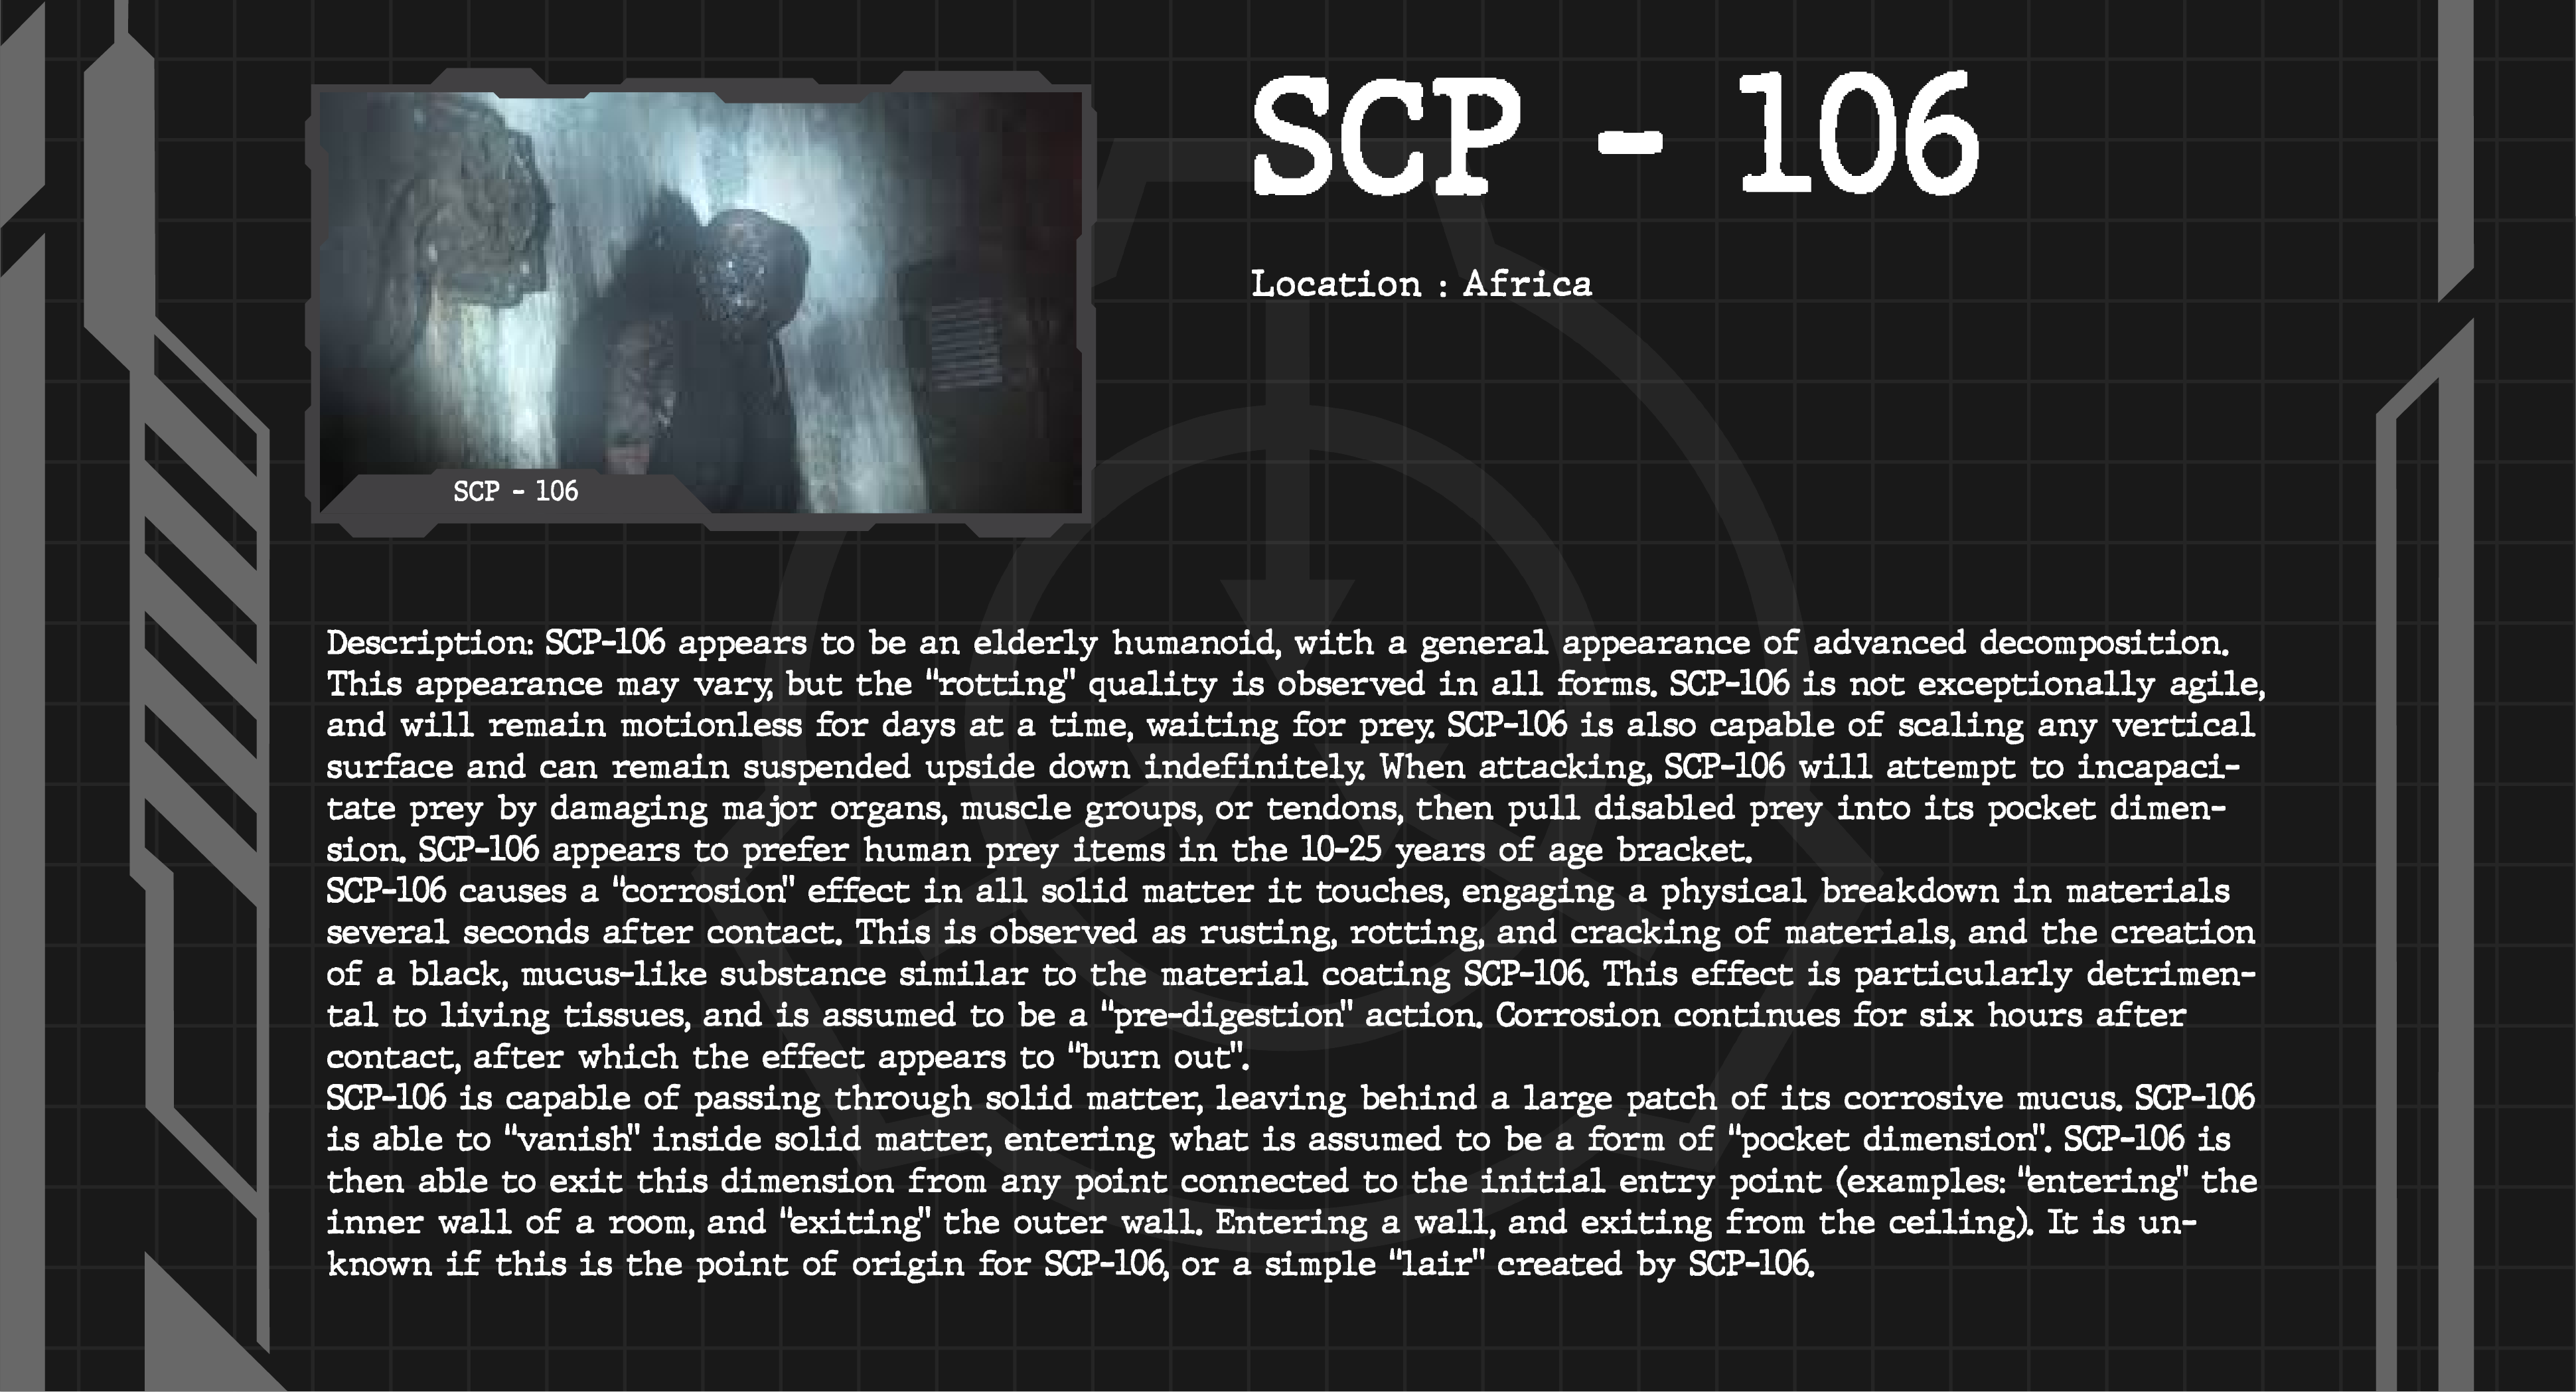 SCP - 106
Location : Africa
SCP - 106
Description: SCP-106 appears to be an elderly humanoid, with a general appearance of advanced decomposition.
This appearance may vary, but the "rotting" quality is observed in all forms. SCP-106 is not exceptionally agile,
and will remain motionless for days at a time, waiting for prey. SCP-106 is also capable of scaling any vertical
surface and can remain suspended upside down indefinitely. When attacking, SCP-106 will attempt to incapaci-
tate prey by damaging major organs, muscle groups, or tendons, then pull disabled prey into its pocket dimen-
sion. SCP-106 appears to prefer human prey items in the 10-25 years of age bracket.
SCP-106 causes a "corrosion" effect in all solid matter it touches, engaging a physical breakdown in materials
several seconds after contact. This is observed as rusting, rotting, and cracking of materials, and the creation
of a black, mucus-like substance similar to the material coating SCP-106. This effect is particularly detrimen-
tal to living tissues, and is assumed to be a "pre-digestion" action. Corrosion continues for six hours after
contact, after which the effect appears to "burn out".
SCP-106 is capable of passing through solid matter, leaving behind a large patch of its corrosive mucus. SCP-106
is able to "vanish" inside solid matter, entering what is assumed to be a form of "pocket dimension". SCP-106 is
then able to exit this dimension from any point connected to the initial entry point (examples: "entering" the
inner wall of a room, and "exiting" the outer wall. Entering a wall, and exiting from the ceiling). It is un-
known if this is the point of origin for SCP-106, or a simple "lair" created by SCP-106.